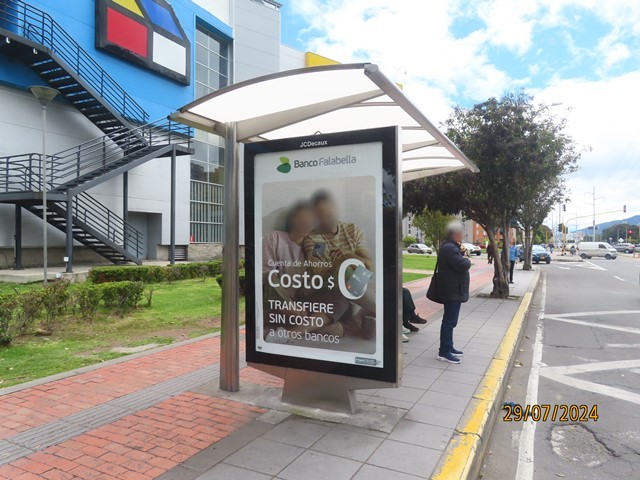 JCDecaux
Banco Falabella
Cuenta de Ahorros
Costo $0
TRANSFIERE
SIN COSTO
a otros bancos
29/07/2024